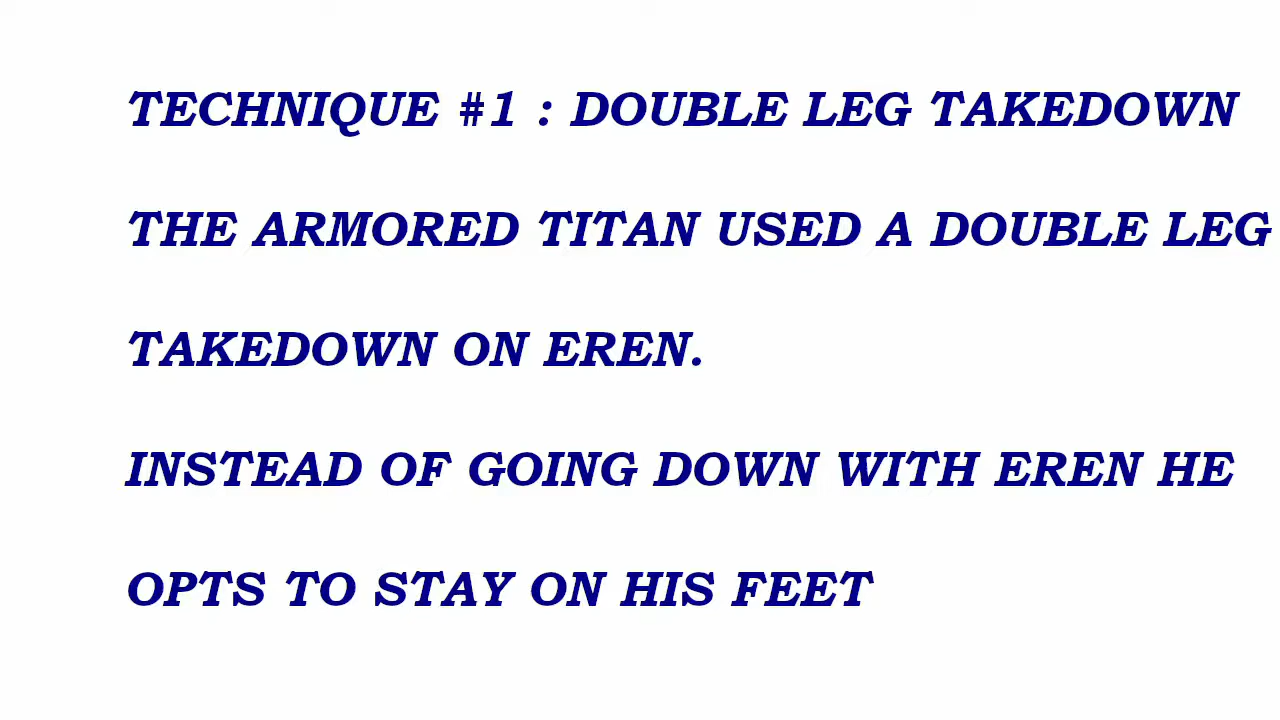 TECHNIQUE #1 : DOUBLE LEG TAKEDOWN
THE ARMORED TITAN USED A DOUBLE LEG
TAKEDOWN ON EREN.
INSTEAD OF GOING DOWN WITH EREN HE
OPTS TO STAY ON HIS FEET